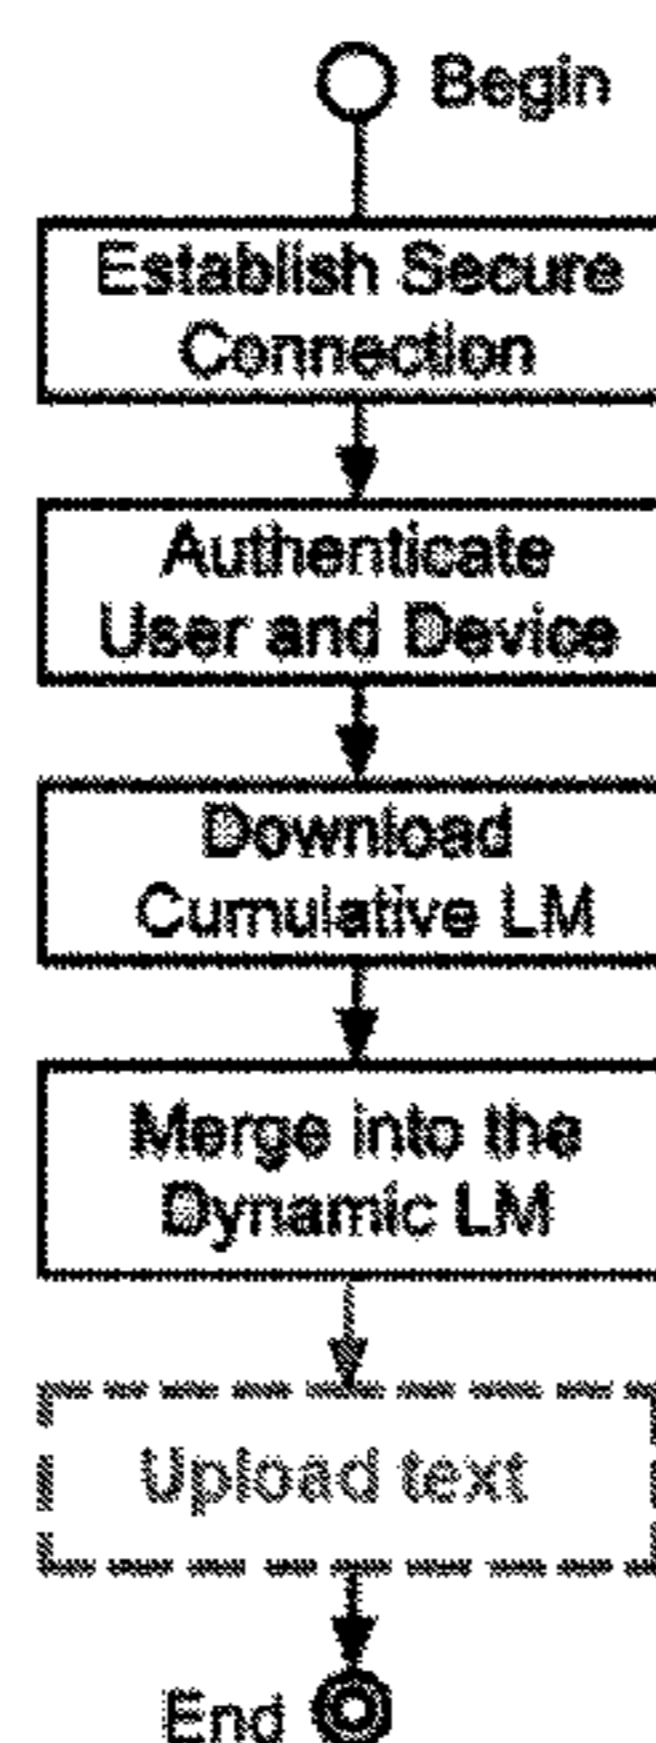 Begin
Establish Secure
Connection
Authenticate
User and Device
Download
Cumulative LM
Merge into the
Dynamic LM
Upload text
End